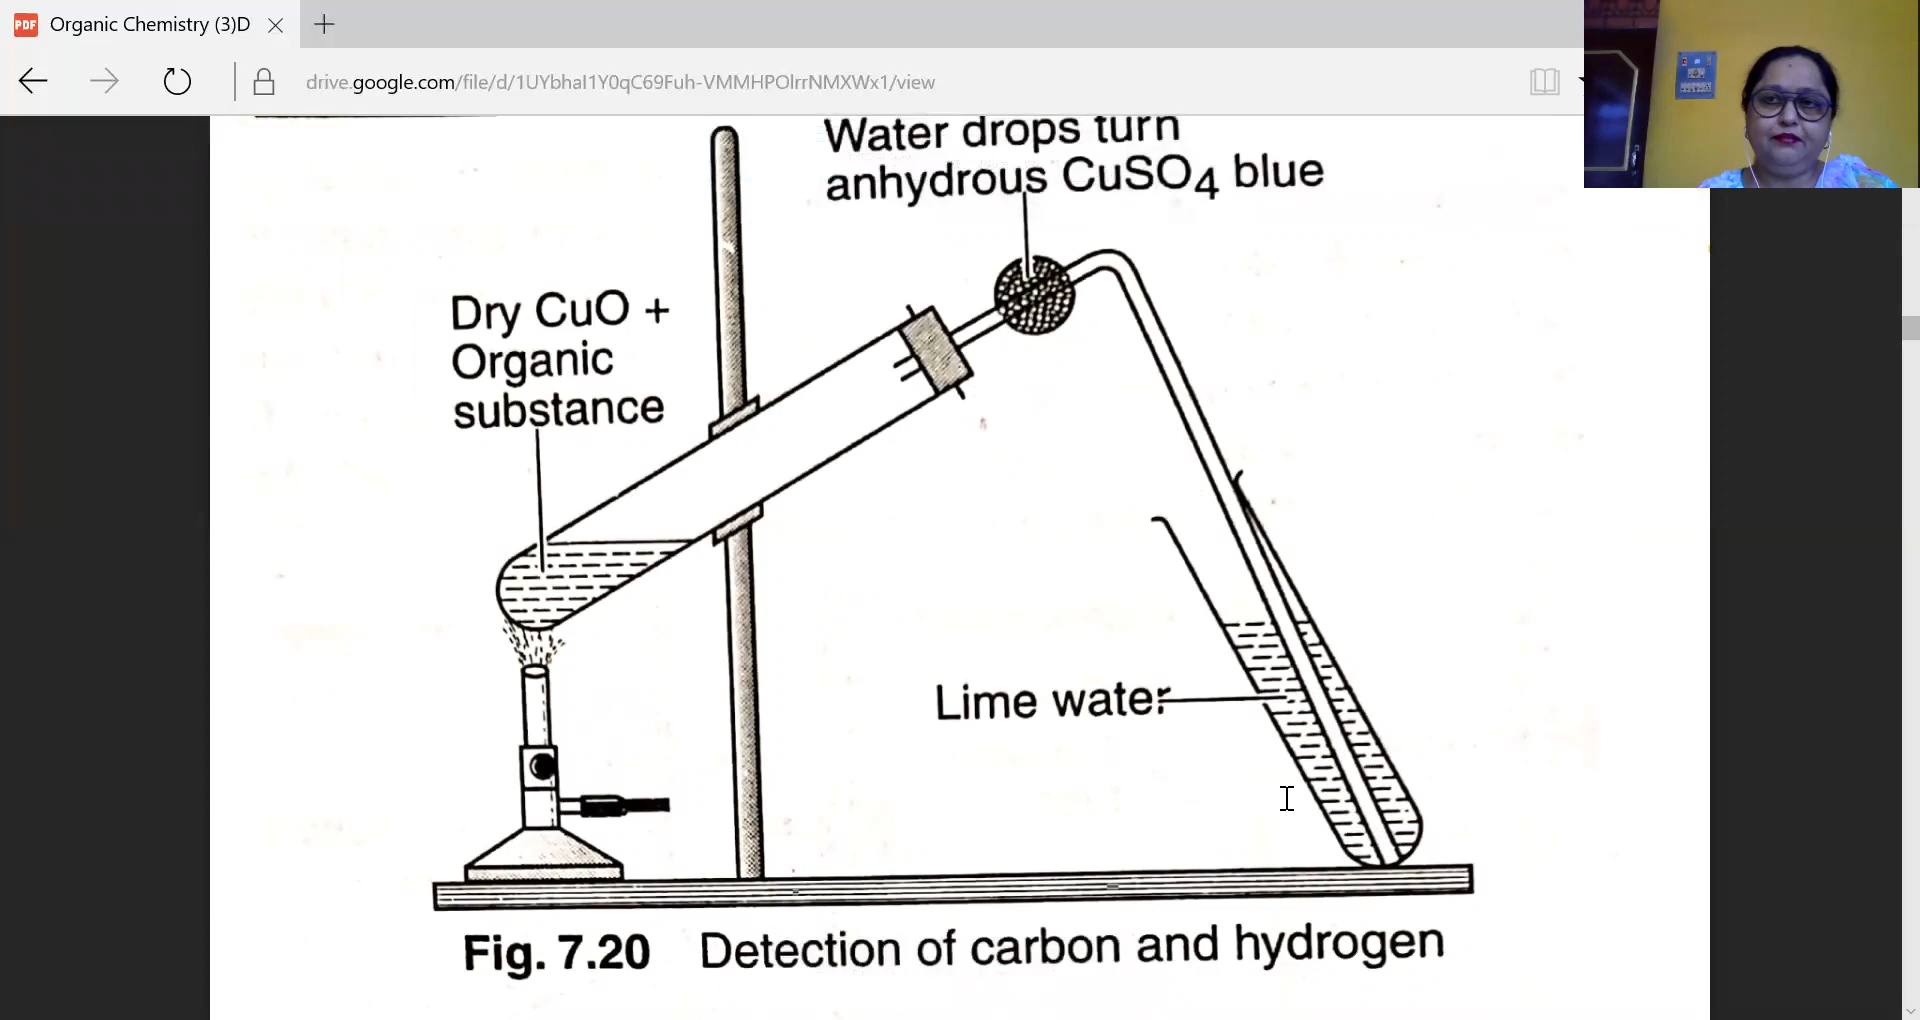 Organic Chemistry (3)D
drive.google.com/file/d/1UYbhaI1Y0qC69Fuh-VMMHPOlrrNMXWx1/view
Water drops turn
anhydrous CuSO4 blue
Dry CuO +
Organic
substance
Lime water
Fig. 7.20 Detection of carbon and hydrogen